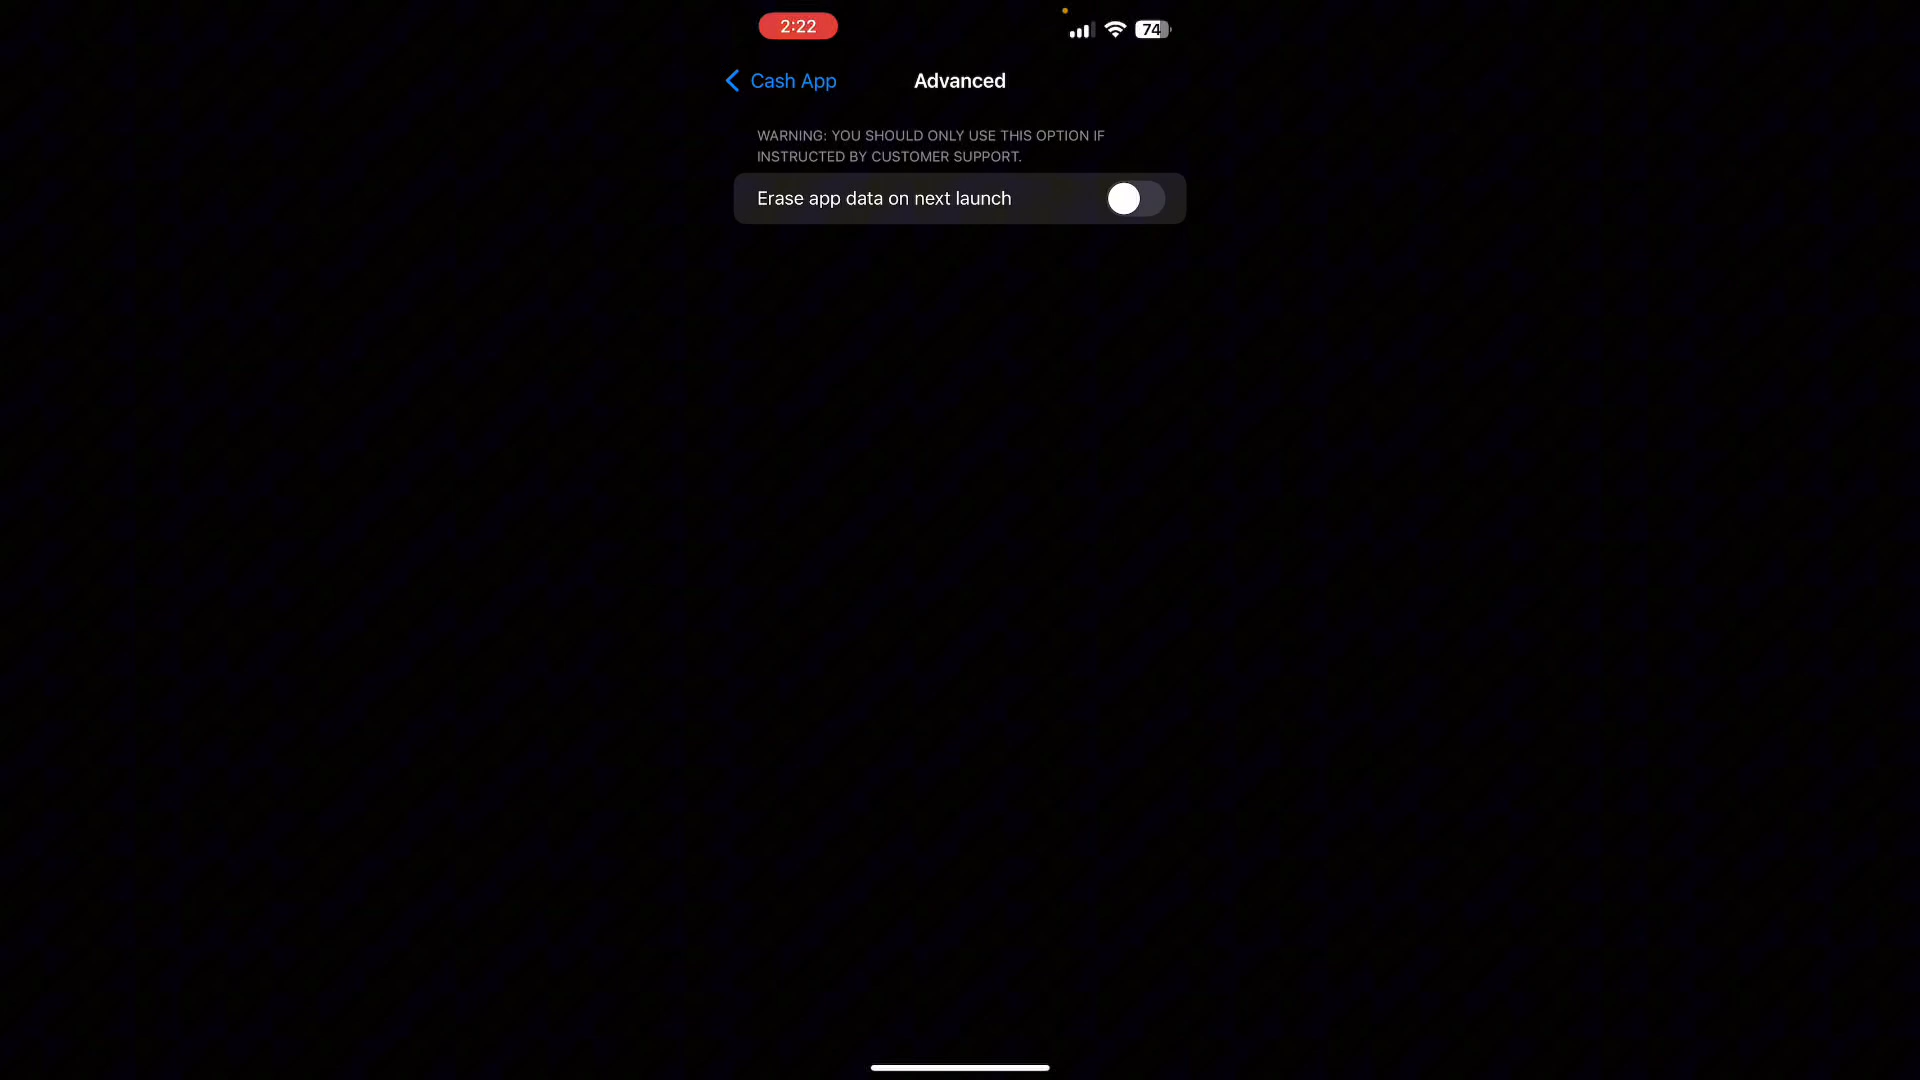 2:22
74
Cash App
Advanced
WARNING: YOU SHOULD ONLY USE THIS OPTION IF
INSTRUCTED BY CUSTOMER SUPPORT.
Erase app data on next launch